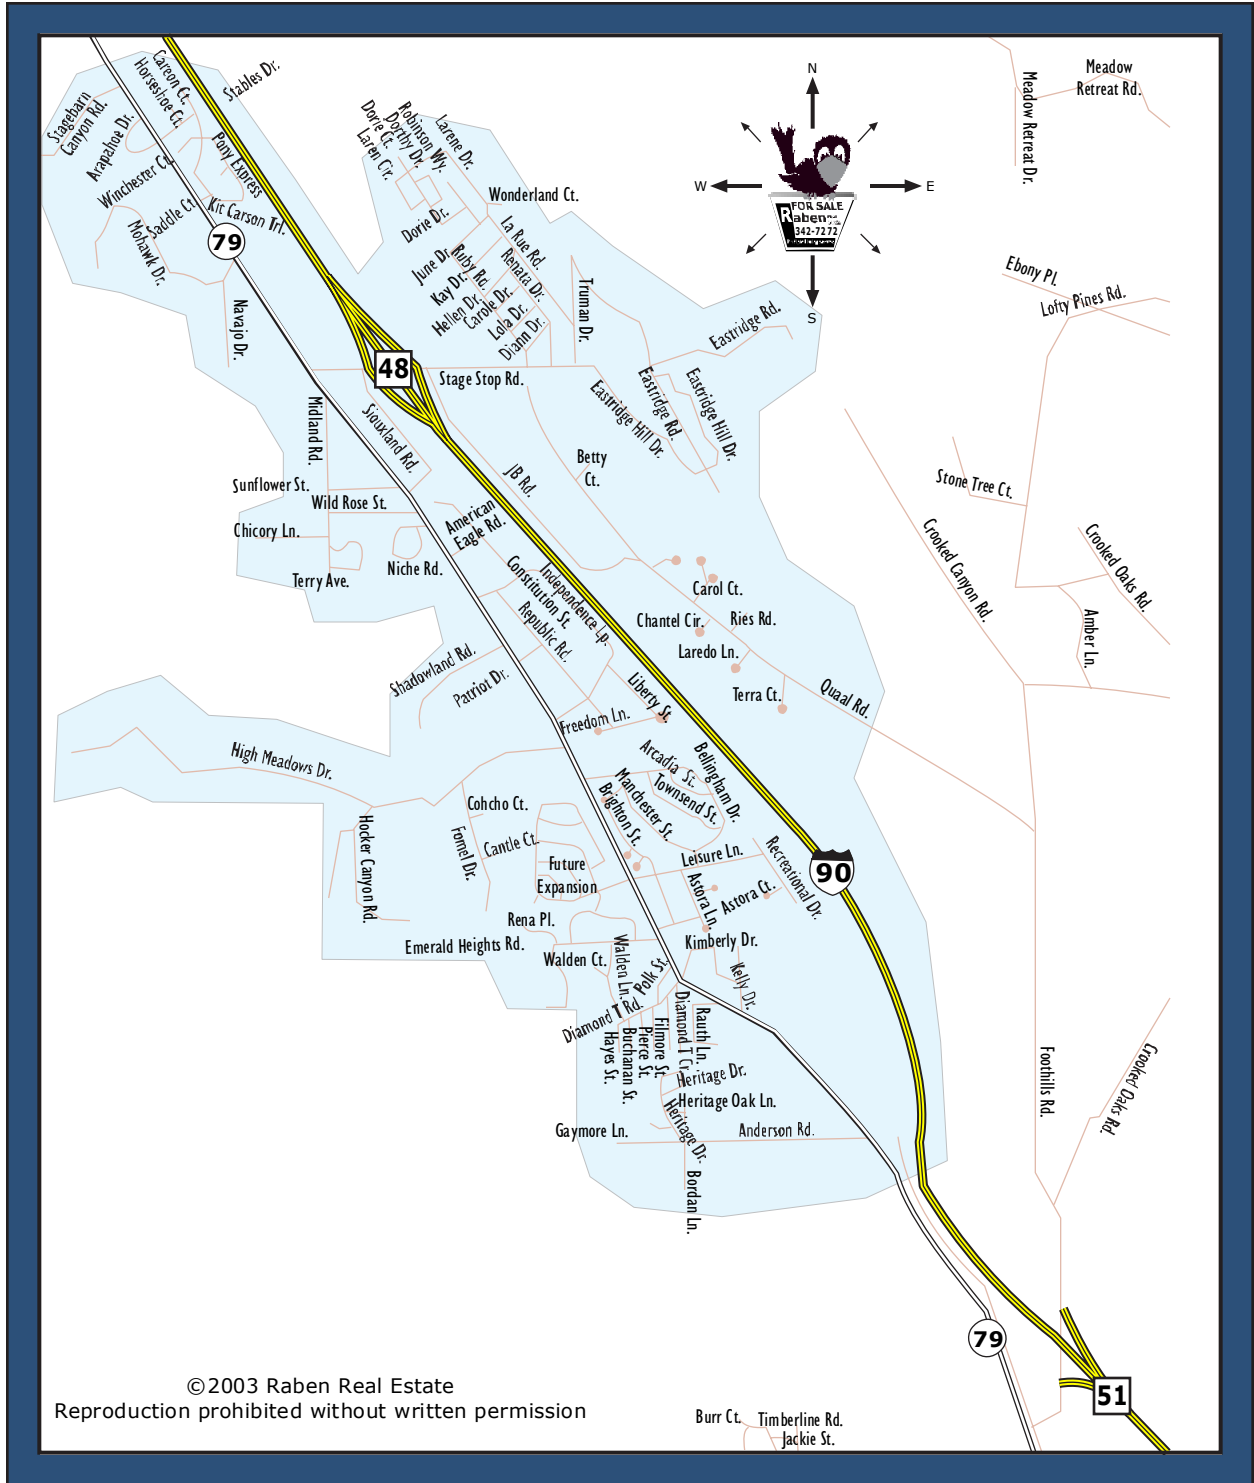 Stables Dr.
Careon Ct.
Horseshoe Ct.
Stagebarn
Canyon Rd.
Arapahoe Dr.
Pony Express
Winchester Ct.
Saddle Ct.
Kit Carson Trl.
Mohawk Dr.
79
Navajo Dr.
Larene Dr.
Robinson Wy.
Dorthy Dr.
Dorie Ct.
Laren Cir.
Wonderland Ct.
Dorie Dr.
La Rue Rd.
Renata Dr.
June Dr.
Ruby Rd.
Kay Dr.
Hellen Dr.
Carole Dr.
Lola Dr.
Diann Dr.
Truman Dr.
N
W
E
S
FOR SALE
Raben
342-7272
Meadow
Retreat Rd.
Meadow Retreat Dr.
Ebony Pl.
Lofty Pines Rd.
Eastridge Rd.
48
Stage Stop Rd.
Eastridge Hill Dr.
Eastridge Rd.
Eastridge Hill Dr.
Midland Rd.
Siouxland Rd.
Betty
Ct.
JB Rd.
Sunflower St.
Wild Rose St.
Chicory Ln.
Terry Ave.
Niche Rd.
American
Eagle Rd.
Stone Tree Ct.
Crooked Canyon Rd.
Crooked Oaks Rd.
Amber Ln.
Independence Lp.
Constitution St.
Republic Rd.
Carol Ct.
Chantel Cir.
Ries Rd.
Laredo Ln.
Terra Ct.
Quaal Rd.
Shadowland Rd.
Patriot Dr.
Liberty St.
Freedom Ln.
High Meadows Dr.
Arcadia St.
Bellingham Dr.
Townsend St.
Manchester St.
Brighton St.
Cohcho Ct.
Cantle Ct.
Fomel Dr.
Hocker Canyon Rd.
Future
Expansion
Leisure Ln.
Recreational Dr.
90
Astora Ln.
Astora Ct.
Rena Pl.
Emerald Heights Rd.
Walden Ct.
Walden Ln.
Polk St.
Kimberly Dr.
Kelly Dr.
Diamond T Rd.
Hayes St.
Buchanan St.
Pierce St.
Filmore St.
Diamond T Cr.
Rauth Ln.
Heritage Dr.
Heritage Oak Ln.
Heritage Dr.
Gaymore Ln.
Anderson Rd.
Bordan Ln.
Foothills Rd.
Crooked Oaks Rd.
79
51
©2003 Raben Real Estate
Reproduction prohibited without written permission
Burr Ct.
Timberline Rd.
Jackie St.